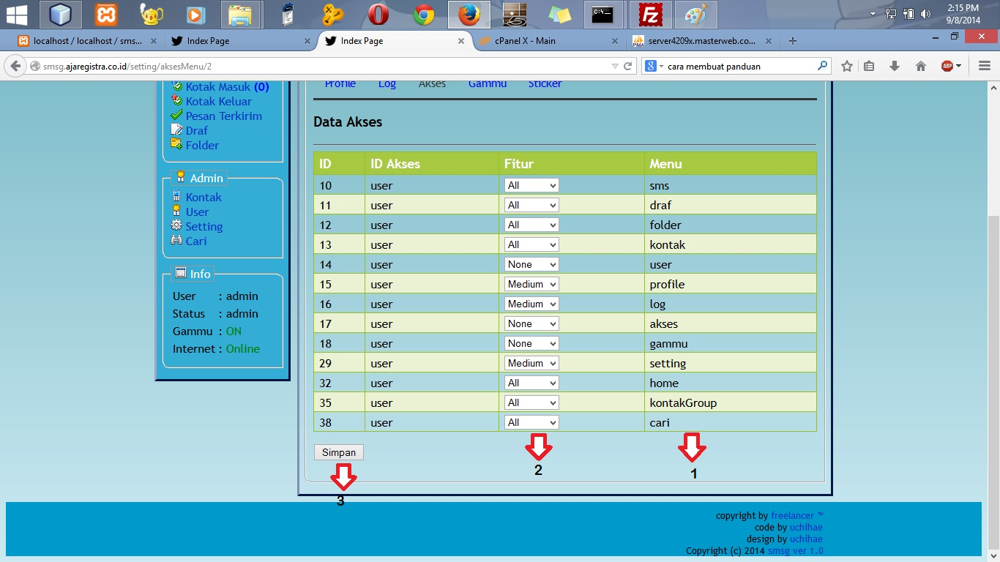 2:15 PM
9/8/2014
localhost / localhost / sms...
Index Page
Index Page
cPanel X - Main
server4209x.masterweb.co...
smsg.ajaregistra.co.id/setting/aksesMenu/2
cara membuat panduan
ABP
Kotak Masuk (0)
Kotak Keluar
Pesan Terkirim
Draf
Folder
Admin
Kontak
User
Setting
Cari
Info
User : admin
Status : admin
Gammu : ON
Internet : Online
Profile Log Akses Gammu Sticker
Data Akses
ID ID Akses Fitur Menu
10 user All sms
11 user All draf
12 user All folder
13 user All kontak
14 user None user
15 user Medium profile
16 user Medium log
17 user None akses
18 user None gammu
29 user Medium setting
32 user All home
35 user All kontakGroup
38 user All cari
Simpan
3
2
1
copyright by freelancer ™
code by uchihae
design by uchihae
Copyright (c) 2014 smsg ver 1.0